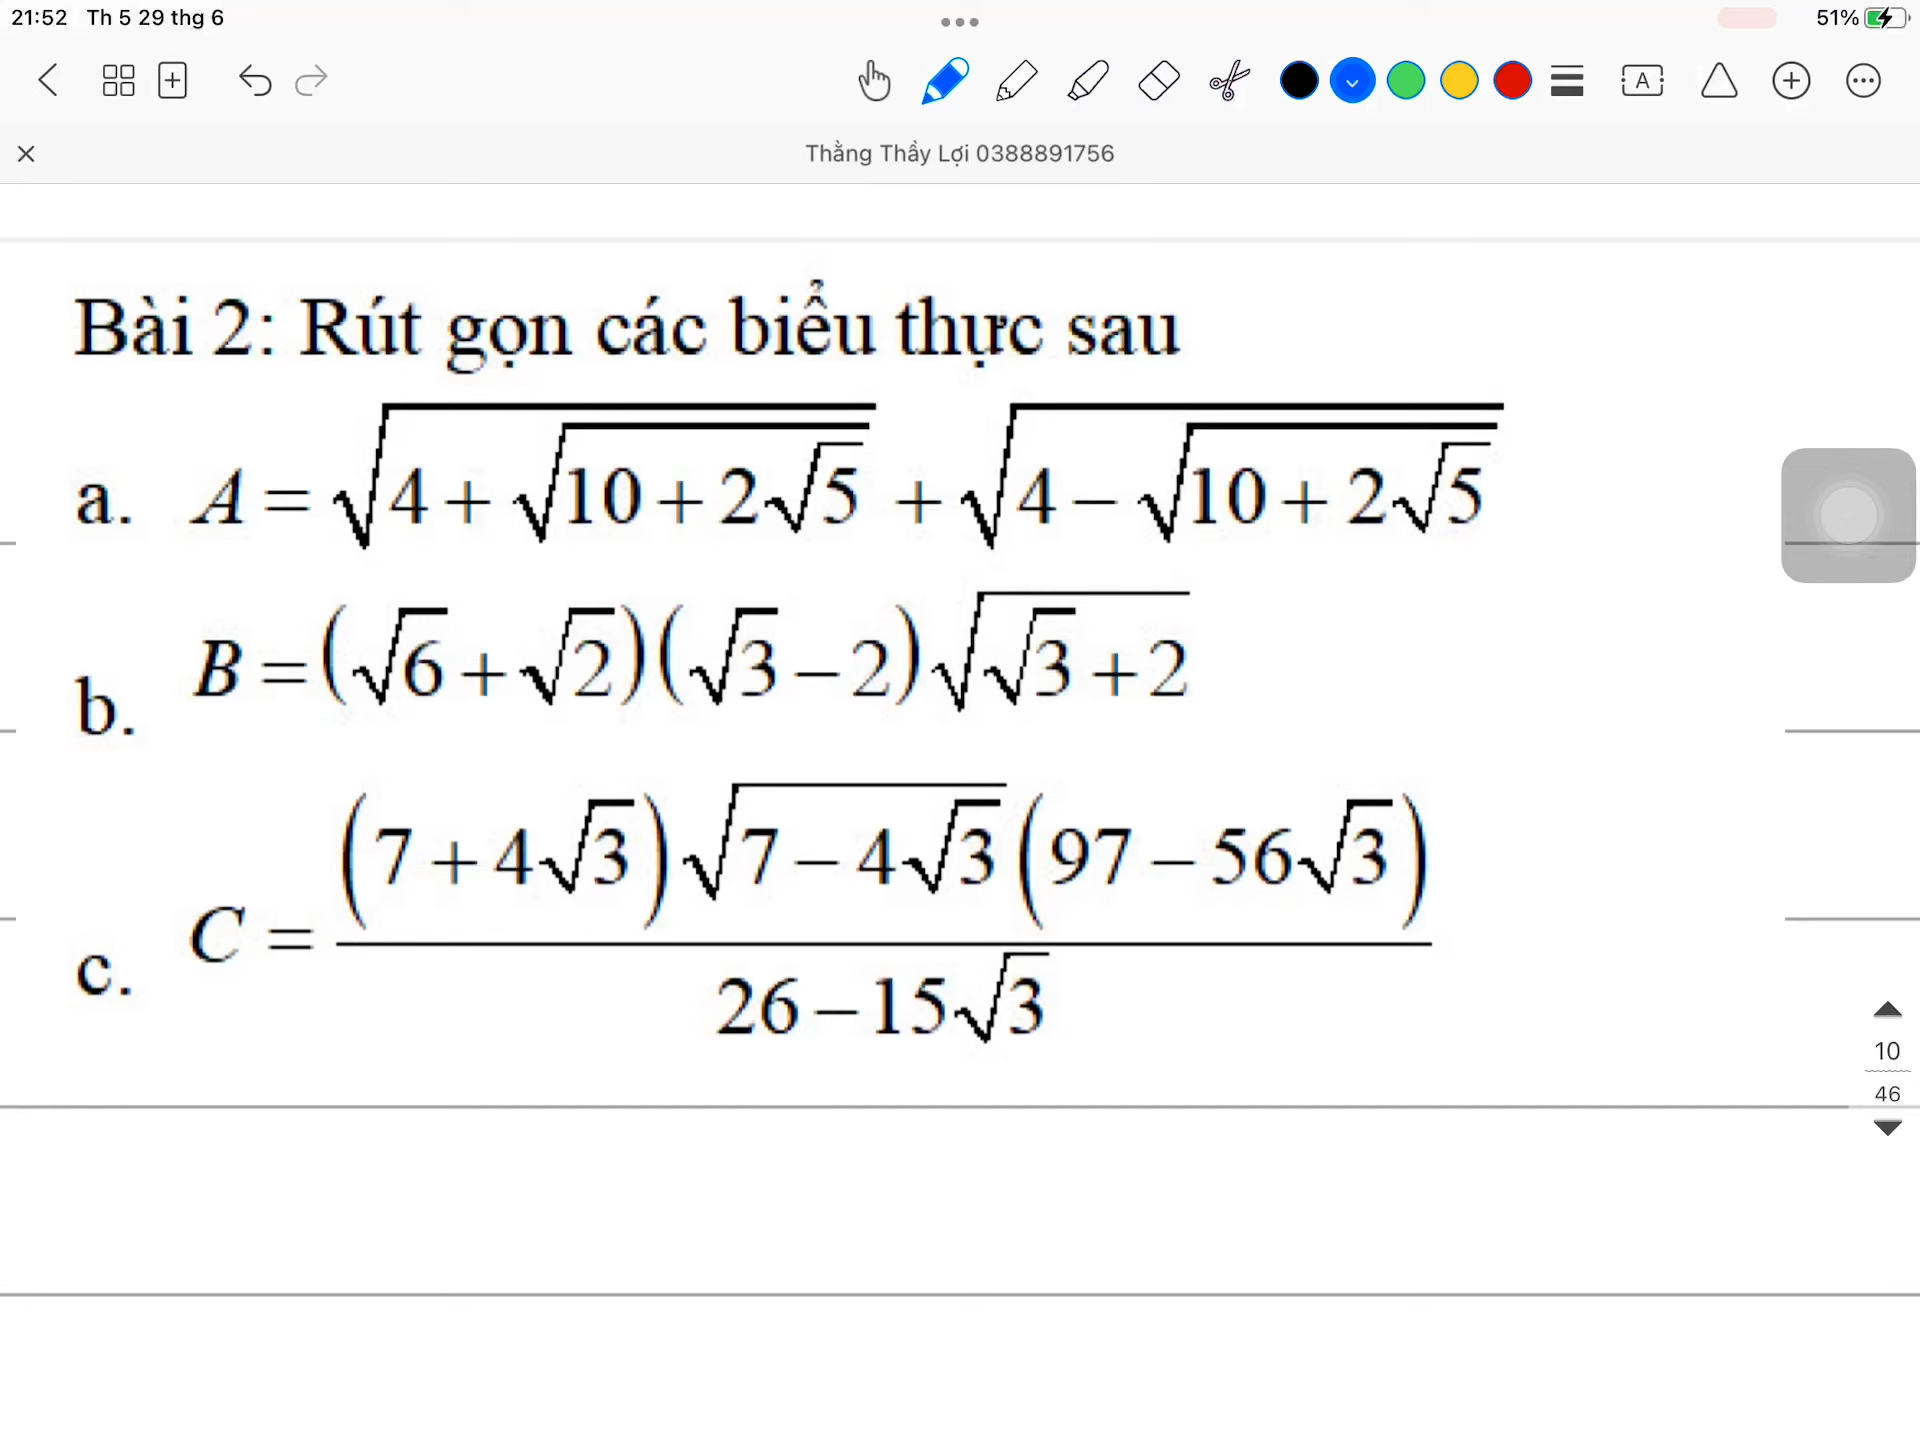 21:52 Th 5 29 thg 6
51%
A
Thằng Thầy Lợi 0388891756
Bài 2: Rút gọn các biểu thực sau
a. A = √(4 + √(10 + 2√5)) + √(4 − √(10 + 2√5))
b. B = (√6 + √2)(√3 − 2)√(√3 + 2)
c. C = ((7 + 4√3)√(7 − 4√3)(97 − 56√3))/(26 − 15√3)
10
46